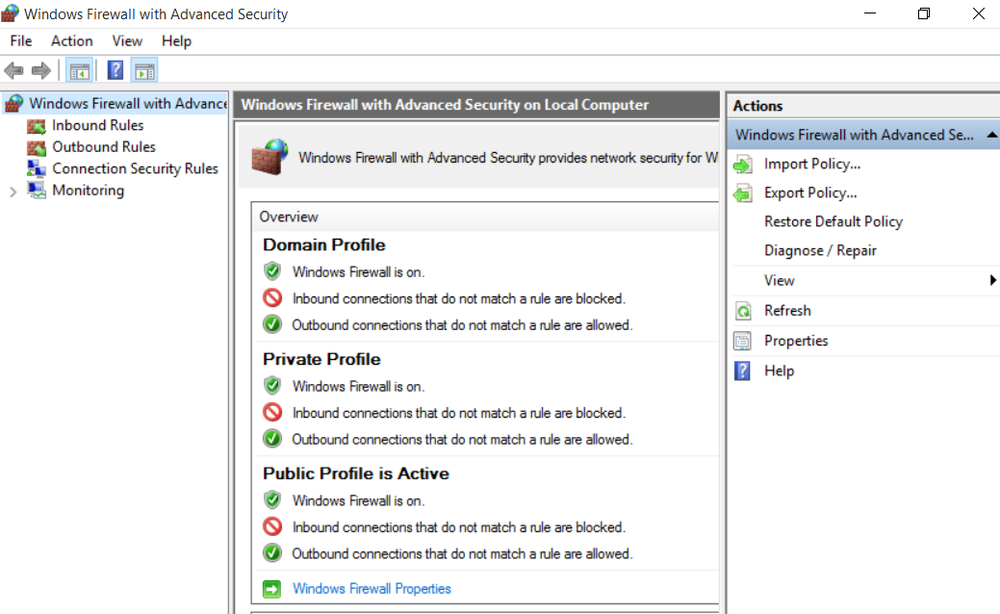 Windows Firewall with Advanced Security
File Action View Help
Windows Firewall with Advance
Inbound Rules
Outbound Rules
Connection Security Rules
Monitoring
Windows Firewall with Advanced Security on Local Computer
Windows Firewall with Advanced Security provides network security for W
Overview
Domain Profile
Windows Firewall is on.
Inbound connections that do not match a rule are blocked.
Outbound connections that do not match a rule are allowed.
Private Profile
Windows Firewall is on.
Inbound connections that do not match a rule are blocked.
Outbound connections that do not match a rule are allowed.
Public Profile is Active
Windows Firewall is on.
Inbound connections that do not match a rule are blocked.
Outbound connections that do not match a rule are allowed.
Windows Firewall Properties
Actions
Windows Firewall with Advanced Se...
Import Policy...
Export Policy...
Restore Default Policy
Diagnose / Repair
View
Refresh
Properties
Help